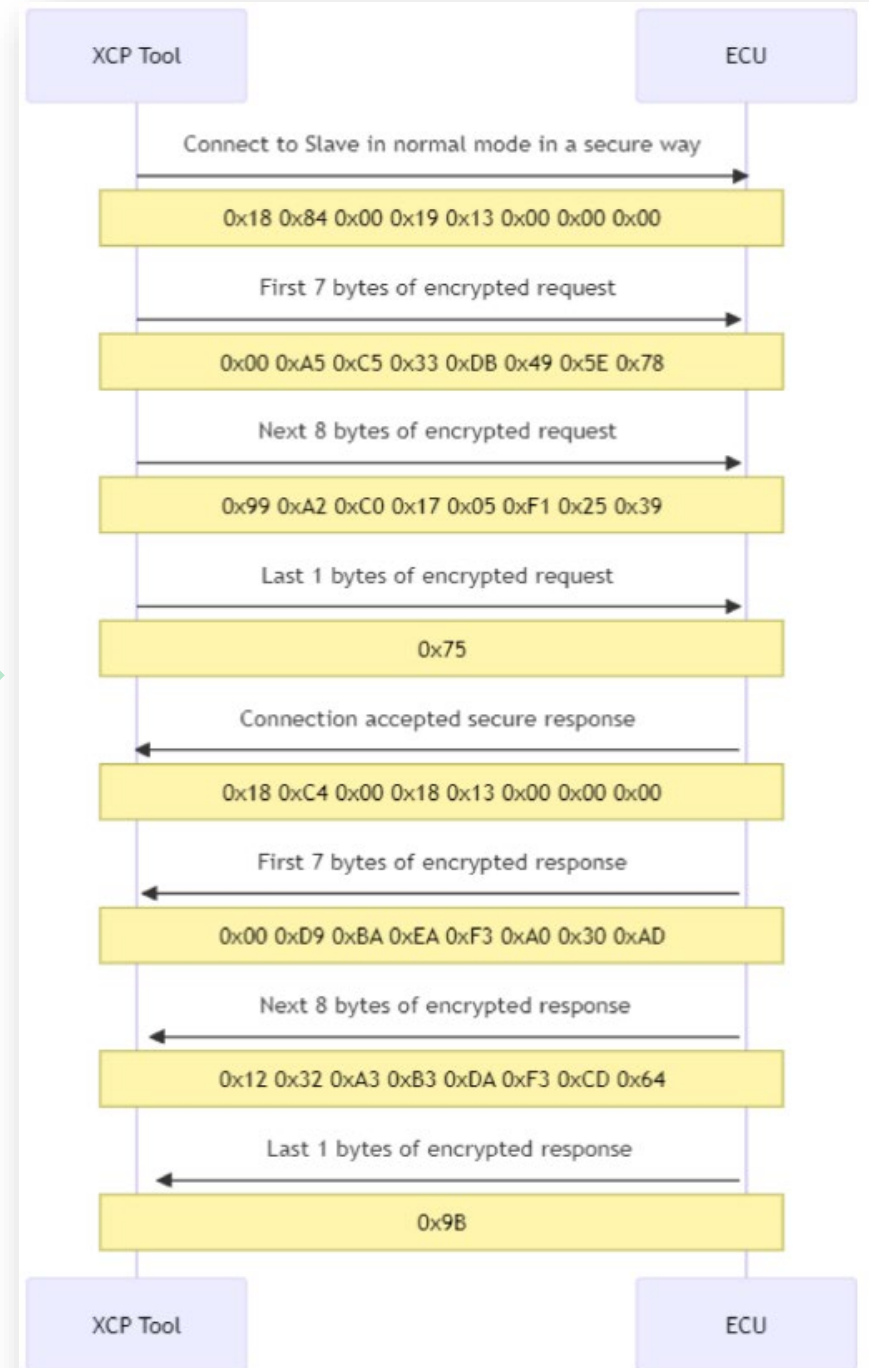 XCP Tool ECU
Connect to Slave in normal mode in a secure way
0x18 0x84 0x00 0x19 0x13 0x00 0x00 0x00
First 7 bytes of encrypted request
0x00 0xA5 0xC5 0x33 0xDB 0x49 0x5E 0x78
Next 8 bytes of encrypted request
0x99 0xA2 0xC0 0x17 0x05 0xF1 0x25 0x39
Last 1 bytes of encrypted request
0x75
Connection accepted secure response
0x18 0xC4 0x00 0x18 0x13 0x00 0x00 0x00
First 7 bytes of encrypted response
0x00 0xD9 0xBA 0xEA 0xF3 0xA0 0x30 0xAD
Next 8 bytes of encrypted response
0x12 0x32 0xA3 0xB3 0xDA 0xF3 0xCD 0x64
Last 1 bytes of encrypted response
0x9B
XCP Tool ECU